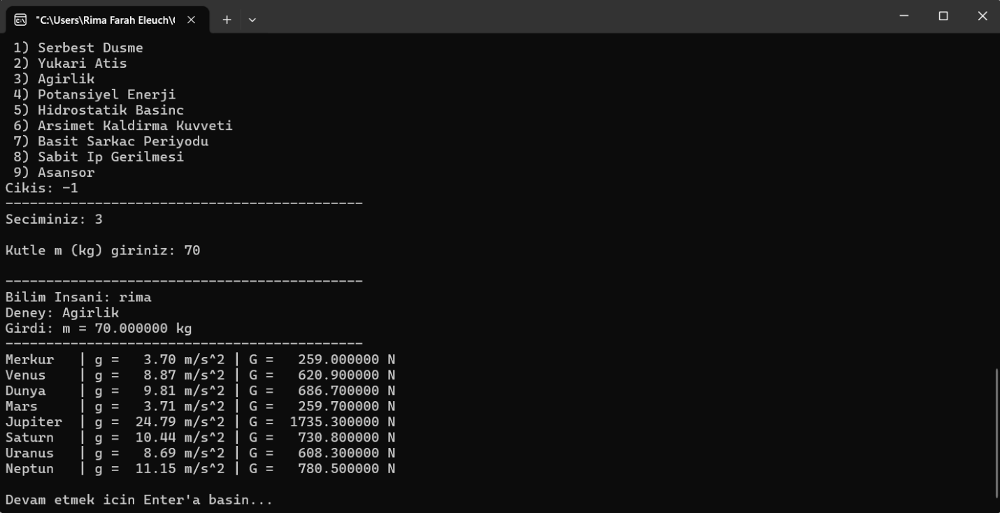 "C:\Users\Rima Farah Eleuch\(
1) Serbest Dusme
2) Yukari Atis
3) Agirlik
4) Potansiyel Enerji
5) Hidrostatik Basinc
6) Arsimet Kaldirma Kuvveti
7) Basit Sarkac Periyodu
8) Sabit Ip Gerilmesi
9) Asansor
Cikis: -1
--------------------------------------------
Seciminiz: 3
Kutle m (kg) giriniz: 70
--------------------------------------------
Bilim Insani: rima
Deney: Agirlik
Girdi: m = 70.000000 kg
--------------------------------------------
Merkur   | g =   3.70 m/s^2 | G =   259.000000 N
Venus    | g =   8.87 m/s^2 | G =   620.900000 N
Dunya    | g =   9.81 m/s^2 | G =   686.700000 N
Mars     | g =   3.71 m/s^2 | G =   259.700000 N
Jupiter  | g =  24.79 m/s^2 | G =  1735.300000 N
Saturn   | g =  10.44 m/s^2 | G =   730.800000 N
Uranus   | g =   8.69 m/s^2 | G =   608.300000 N
Neptun   | g =  11.15 m/s^2 | G =   780.500000 N
Devam etmek icin Enter'a basin...